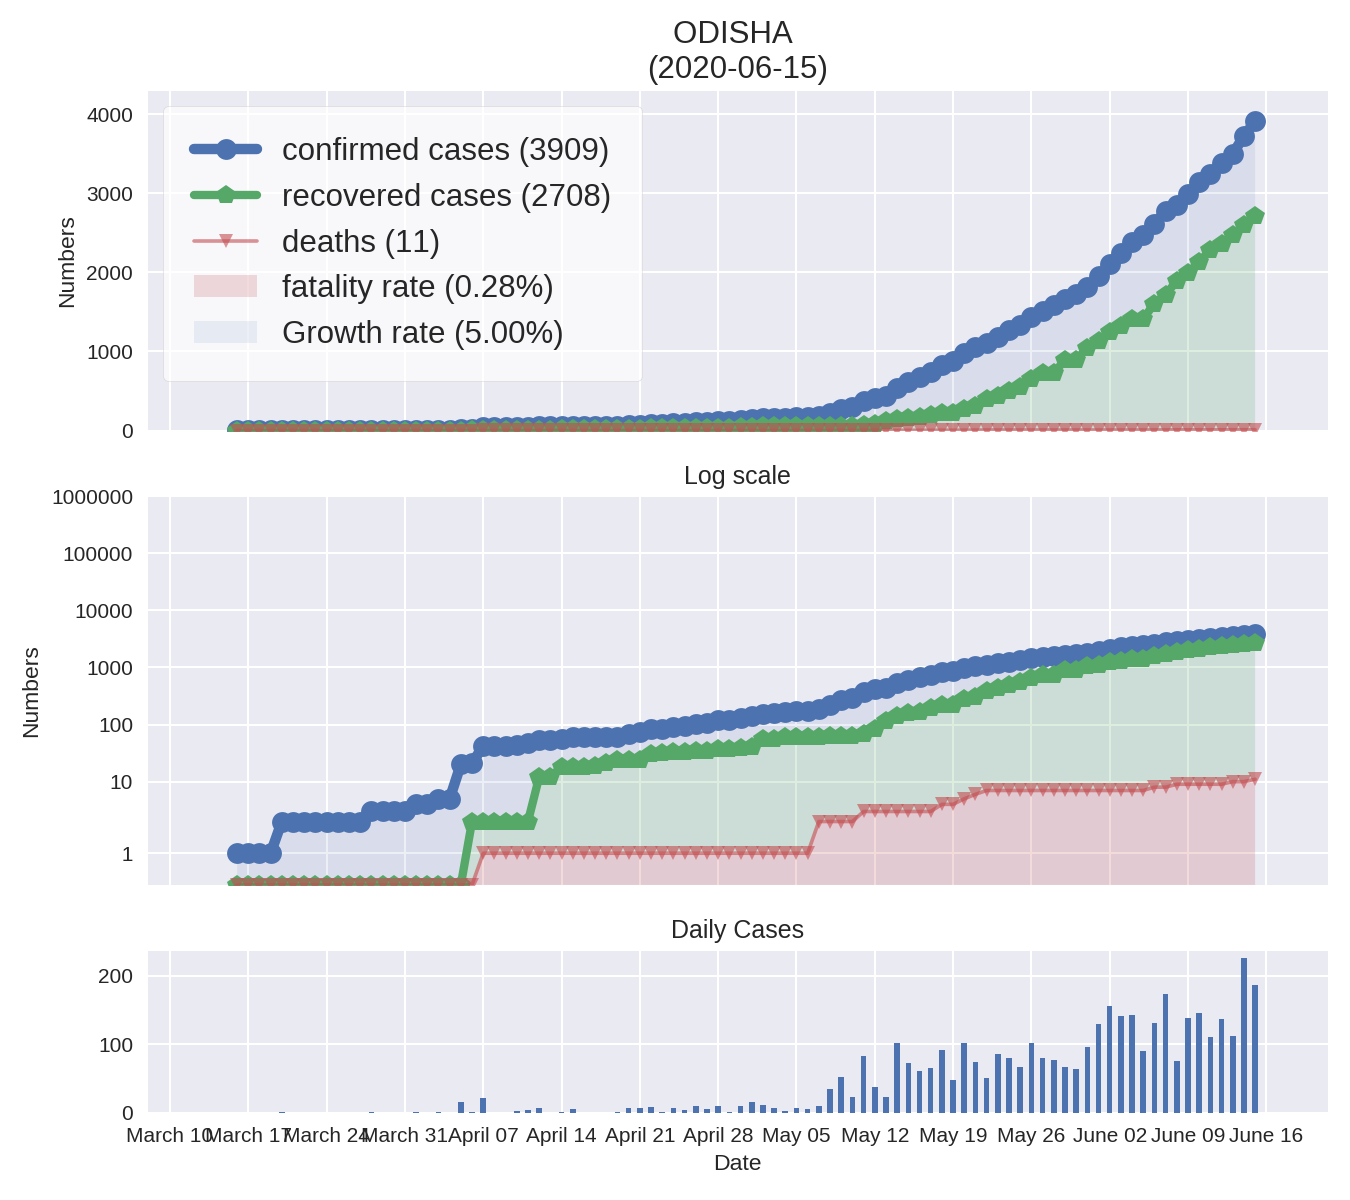 ODISHA
(2020-06-15)
4000
3000
2000
1000
0
Numbers
confirmed cases (3909)
recovered cases (2708)
deaths (11)
fatality rate (0.28%)
Growth rate (5.00%)
Log scale
1000000
100000
10000
1000
100
10
1
Numbers
Daily Cases
200
100
0
March 10 March 17 March 24 March 31 April 07 April 14 April 21 April 28 May 05 May 12 May 19 May 26 June 02 June 09 June 16
Date